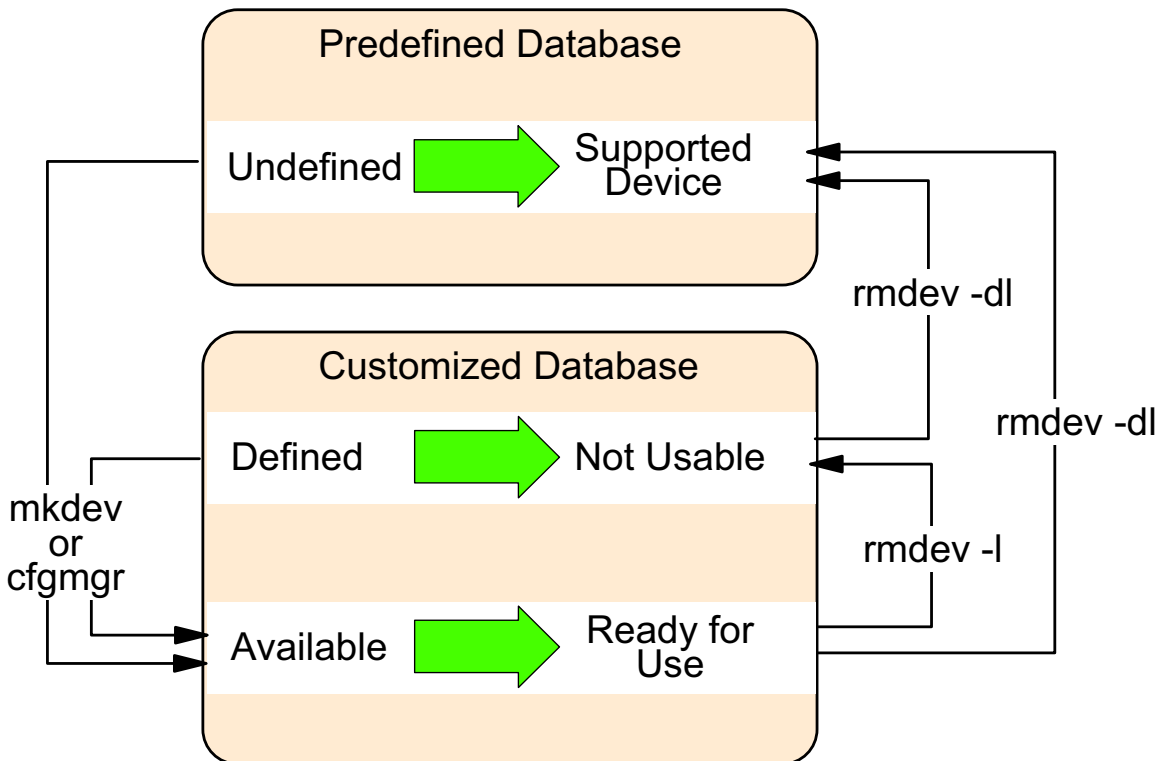 Predefined Database
Undefined
Supported
Device
rmdev -dl
Customized Database
rmdev -dl
Defined
Not Usable
mkdev
or
cfgmgr
rmdev -l
Available
Ready for
Use